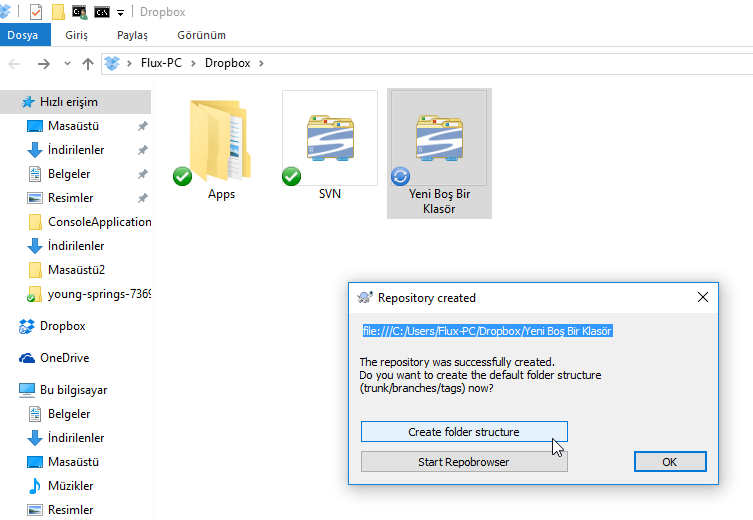 Dropbox
Dosya Giriş Paylaş Görünüm
Flux-PC Dropbox
Hızlı erişim
Masaüstü
İndirilenler
Belgeler
Resimler
ConsoleApplication
İndirilenler
Masaüstü2
young-springs-7369
Dropbox
OneDrive
Bu bilgisayar
Belgeler
İndirilenler
Masaüstü
Müzikler
Resimler
Apps
SVN
Yeni Boş Bir
Klasör
Repository created
file:///C:/Users/Flux-PC/Dropbox/Yeni Boş Bir Klasör
The repository was successfully created.
Do you want to create the default folder structure
(trunk/branches/tags) now?
Create folder structure
Start Repobrowser
OK